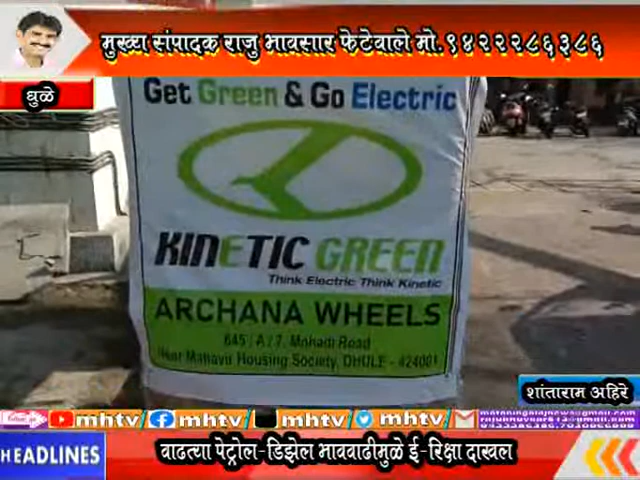 मुख्य संपादक राजु भावसार फेटेवाले मो.९४२२२८६३८६
धुळे
Get Green & Go Electric
KINETIC GREEN
Think Electric Think Kinetic
ARCHANA WHEELS
645 / A / 7, Mohadi Road
Near Mahavir Housing Society, DHULE - 424001
शांताराम अहिरे
mhtv mhtv mhtv mhtv
HEADLINES
वाढत्या पेट्रोल-डिझेल भाववाढीमुळे ई-रिक्षा दाखल